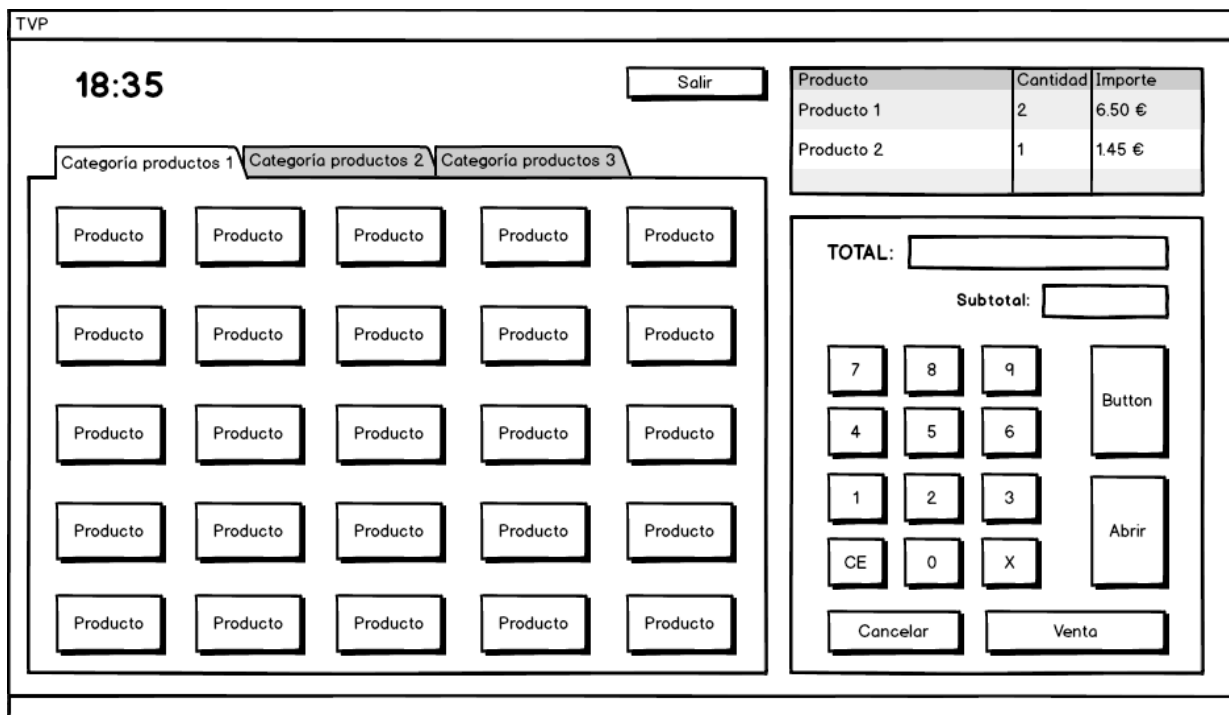 TVP
18:35
Salir
Categoría productos 1 Categoría productos 2 Categoría productos 3
Producto Producto Producto Producto Producto
Producto Producto Producto Producto Producto
Producto Producto Producto Producto Producto
Producto Producto Producto Producto Producto
Producto Producto Producto Producto Producto
Producto Cantidad Importe
Producto 1 2 6.50 €
Producto 2 1 1.45 €
TOTAL:
Subtotal:
7 8 9
Button
4 5 6
1 2 3
Abrir
CE 0 X
Cancelar Venta